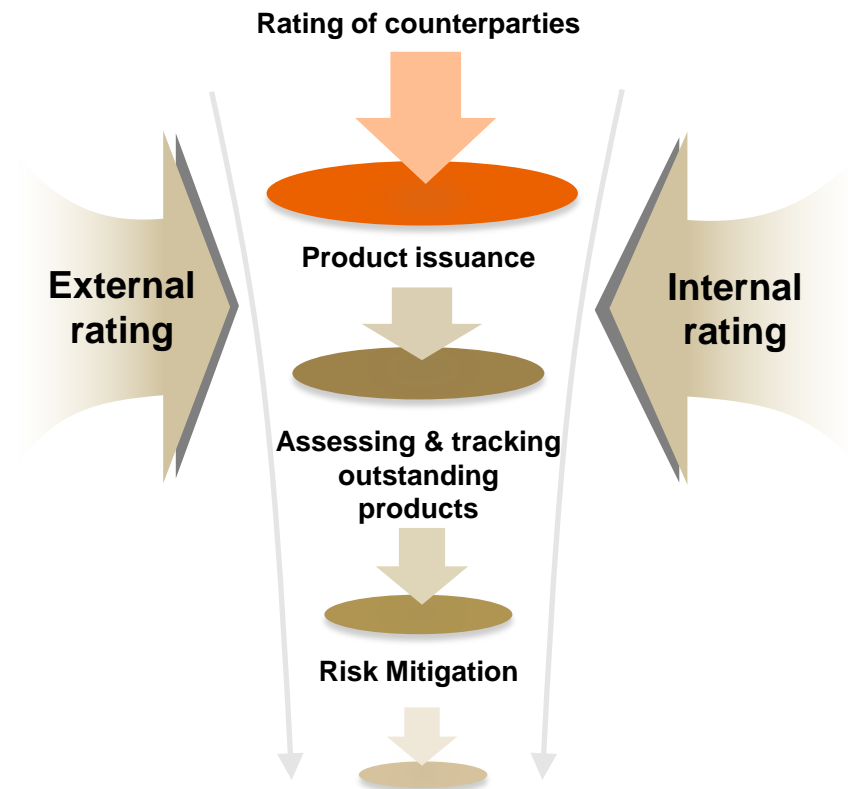 Rating of counterparties
Product issuance
External
rating
Internal
rating
Assessing & tracking
outstanding
products
Risk Mitigation